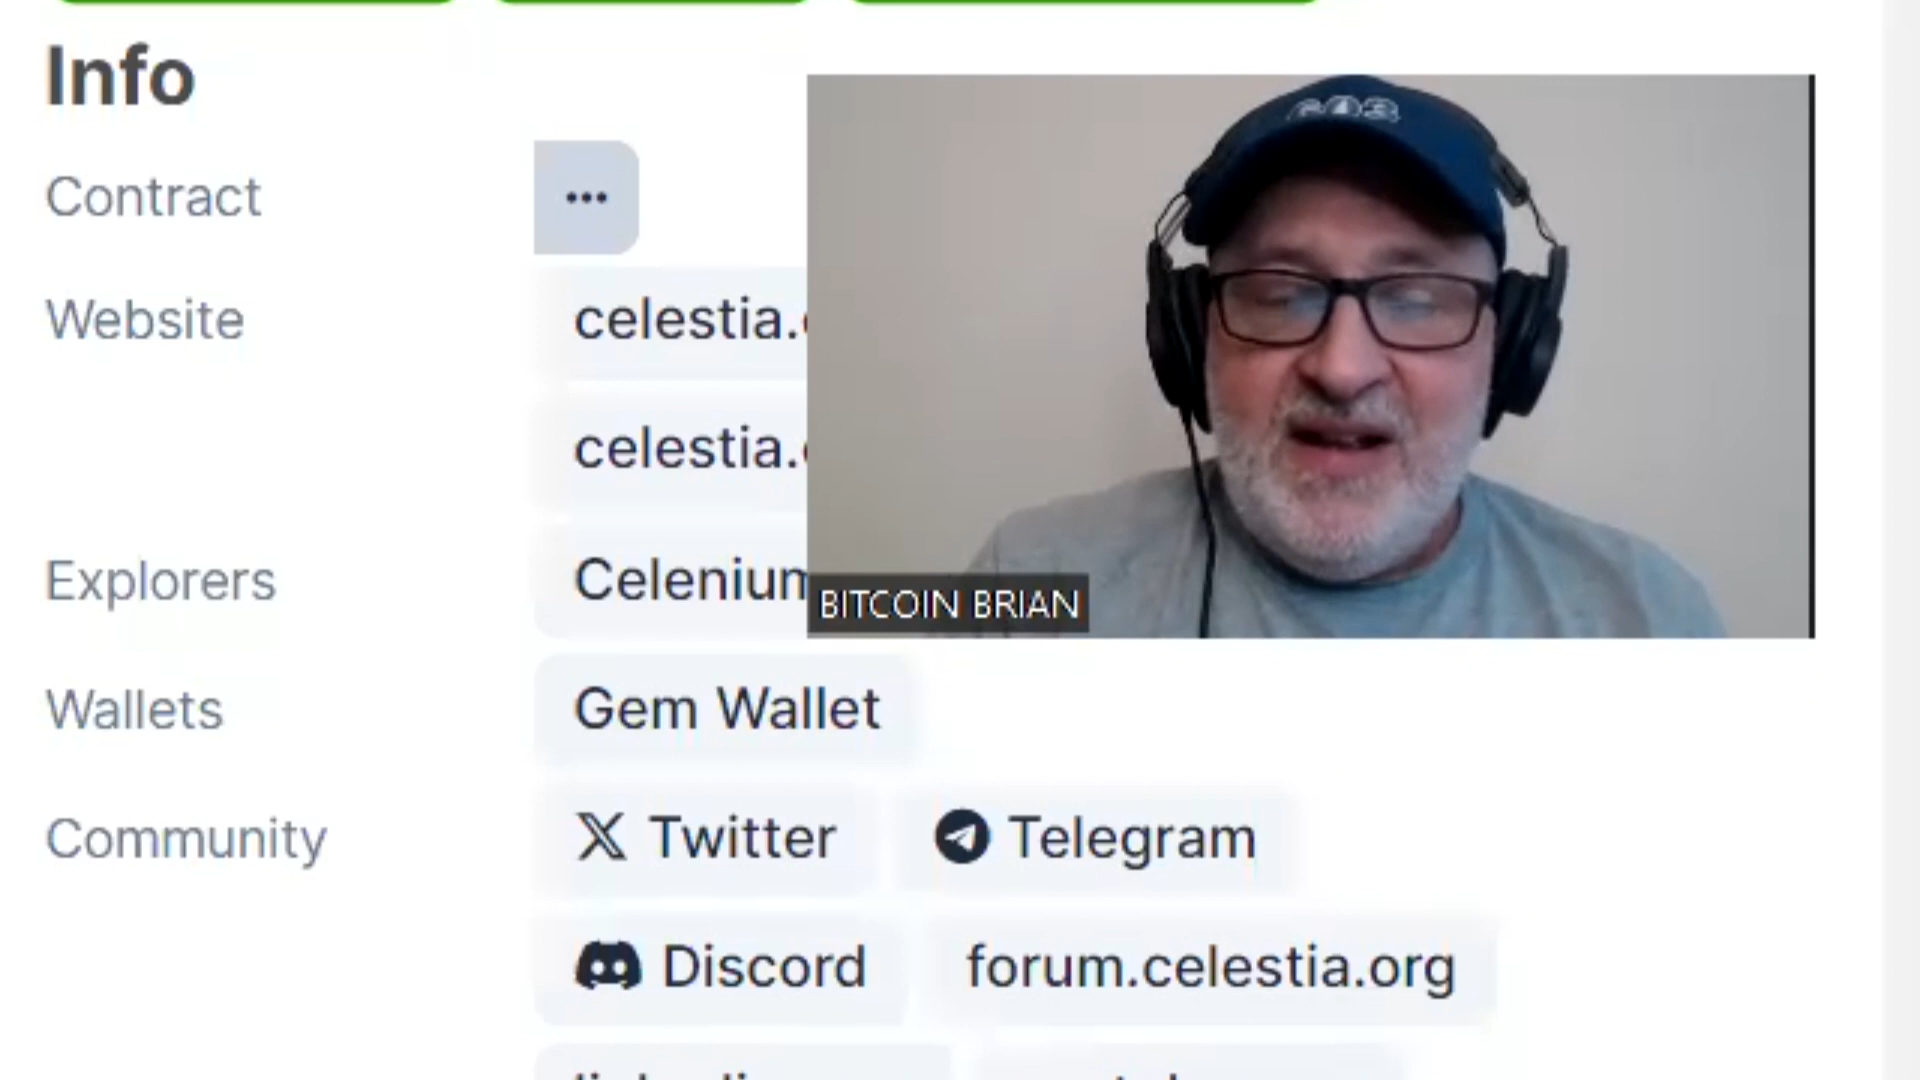 Info
Contract
Website
celestia.
celestia.
Explorers
Celenium
BITCOIN BRIAN
Wallets
Gem Wallet
Community
Twitter
Telegram
Discord
forum.celestia.org